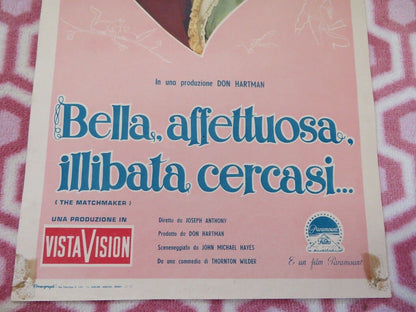 In una produzione DON HARTMAN
Bella, affettuosa,
illibata cercasi...
( THE MATCHMAKER )
UNA PRODUZIONE IN
VISTAVISION
Diretto da JOSEPH ANTHONY
Prodotto da DON HARTMAN
Sceneggiato da JOHN MICHAEL HAYES
Da una commedia di THORNTON WILDER
Paramount
E un film Paramount